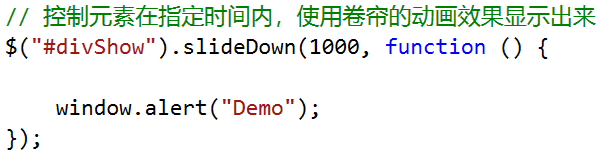 // 控制元素在指定时间内，使用卷帘的动画效果显示出来
$("#divShow").slideDown(1000, function () {
window.alert("Demo");
});